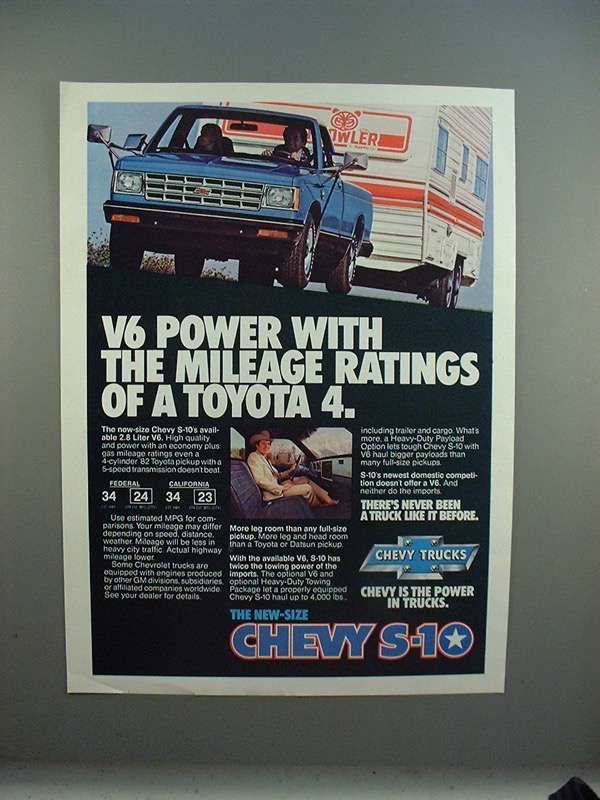 OWLER
V6 POWER WITH
THE MILEAGE RATINGS
OF A TOYOTA 4.
The new-size Chevy S-10's avail-
able 2.8 Liter V6. High quality
and power with an economy plus:
gas mileage ratings even a
4-cylinder '82 Toyota pickup with a
5-speed transmission doesn't beat.
FEDERAL CALIFORNIA
34 24 34 23
Use estimated MPG for com-
parisons. Your mileage may differ
depending on speed, distance,
weather. Mileage will be less in
heavy city traffic. Actual highway
mileage lower.
Some Chevrolet trucks are
equipped with engines produced
by other GM divisions, subsidiaries,
or affiliated companies worldwide.
See your dealer for details.
More leg room than any full-size
pickup. More leg and head room
than a Toyota or Datsun pickup.
With the available V6, S-10 has
twice the towing power of the
imports. The optional V6 and
optional Heavy-Duty Towing
Package lot a properly equipped
Chevy S-10 haul up to 4,000 lbs.,
including trailer and cargo. What's
more, a Heavy-Duty Payload
Option lets tough Chevy S-10 with
V6 haul bigger payloads than
many full-size pickups.
S-10's newest domestic competi-
tion doesn't offer a V6. And
neither do the imports.
THERE'S NEVER BEEN
A TRUCK LIKE IT BEFORE.
CHEVY TRUCKS
CHEVY IS THE POWER
IN TRUCKS.
THE NEW-SIZE
CHEVY S-10